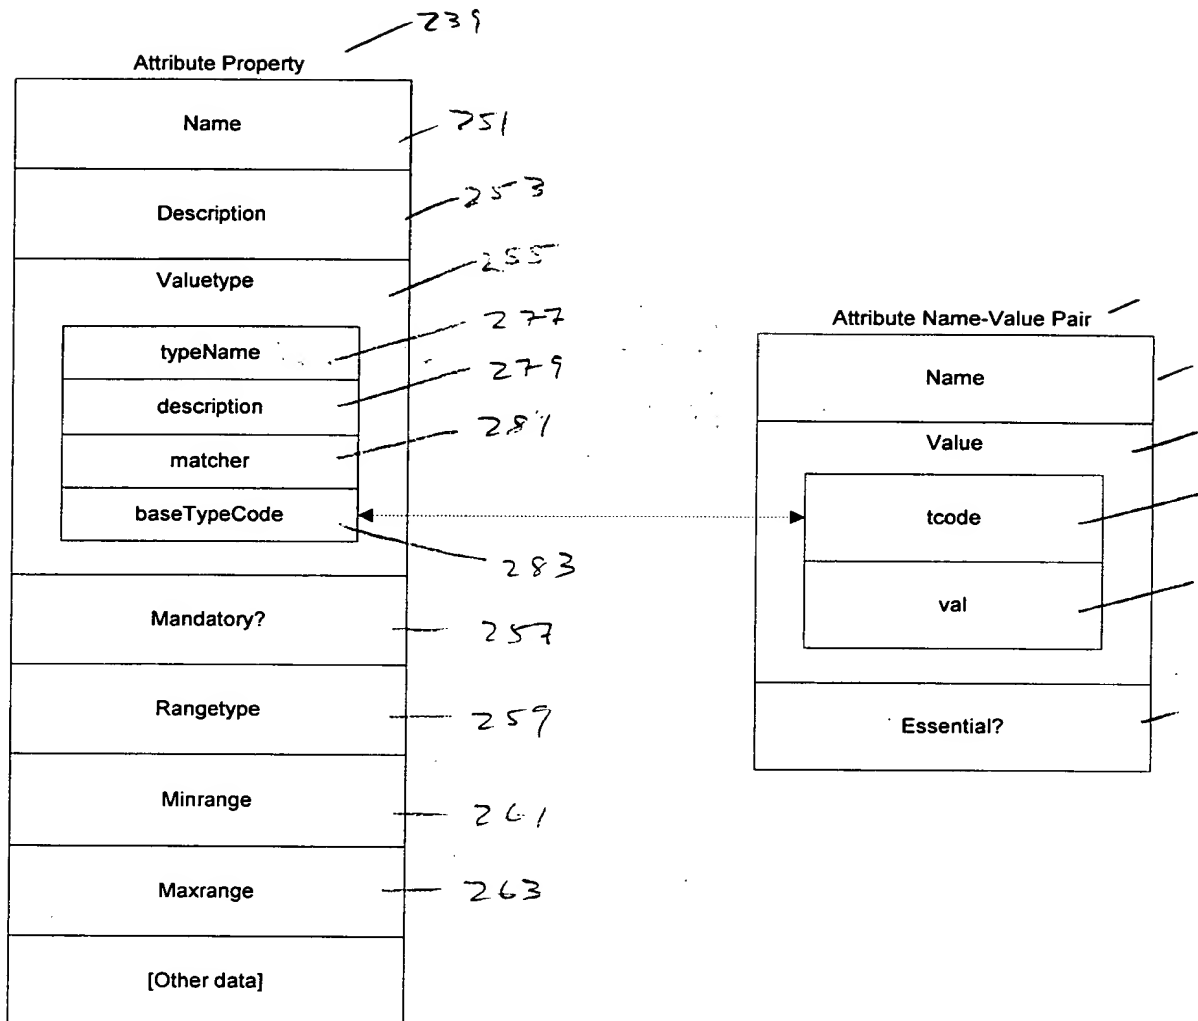 239
Attribute Property
Name
251
Description
253
Valuetype
255
typeName
277
description
279
matcher
281
baseTypeCode
283
Mandatory?
257
Rangetype
259
Minrange
261
Maxrange
263
[Other data]
Attribute Name-Value Pair
Name
Value
tcode
val
Essential?